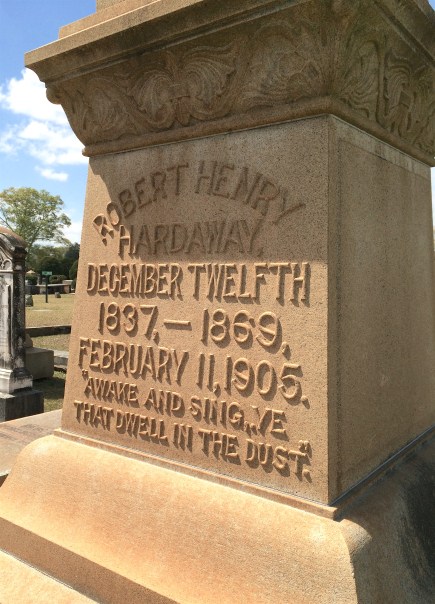 ROBERT HENRY
HARDAWAY.
DECEMBER TWELFTH
1837, — 1869,
FEBRUARY 11, 1905.
"AWAKE AND SING, YE
THAT DWELL IN THE DUST."